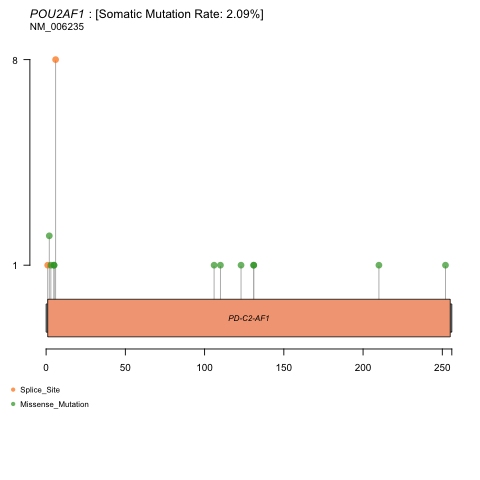 POU2AF1 : [Somatic Mutation Rate: 2.09%]
NM_006235
8
1
PD-C2-AF1
0 50 100 150 200 250
Splice_Site
Missense_Mutation